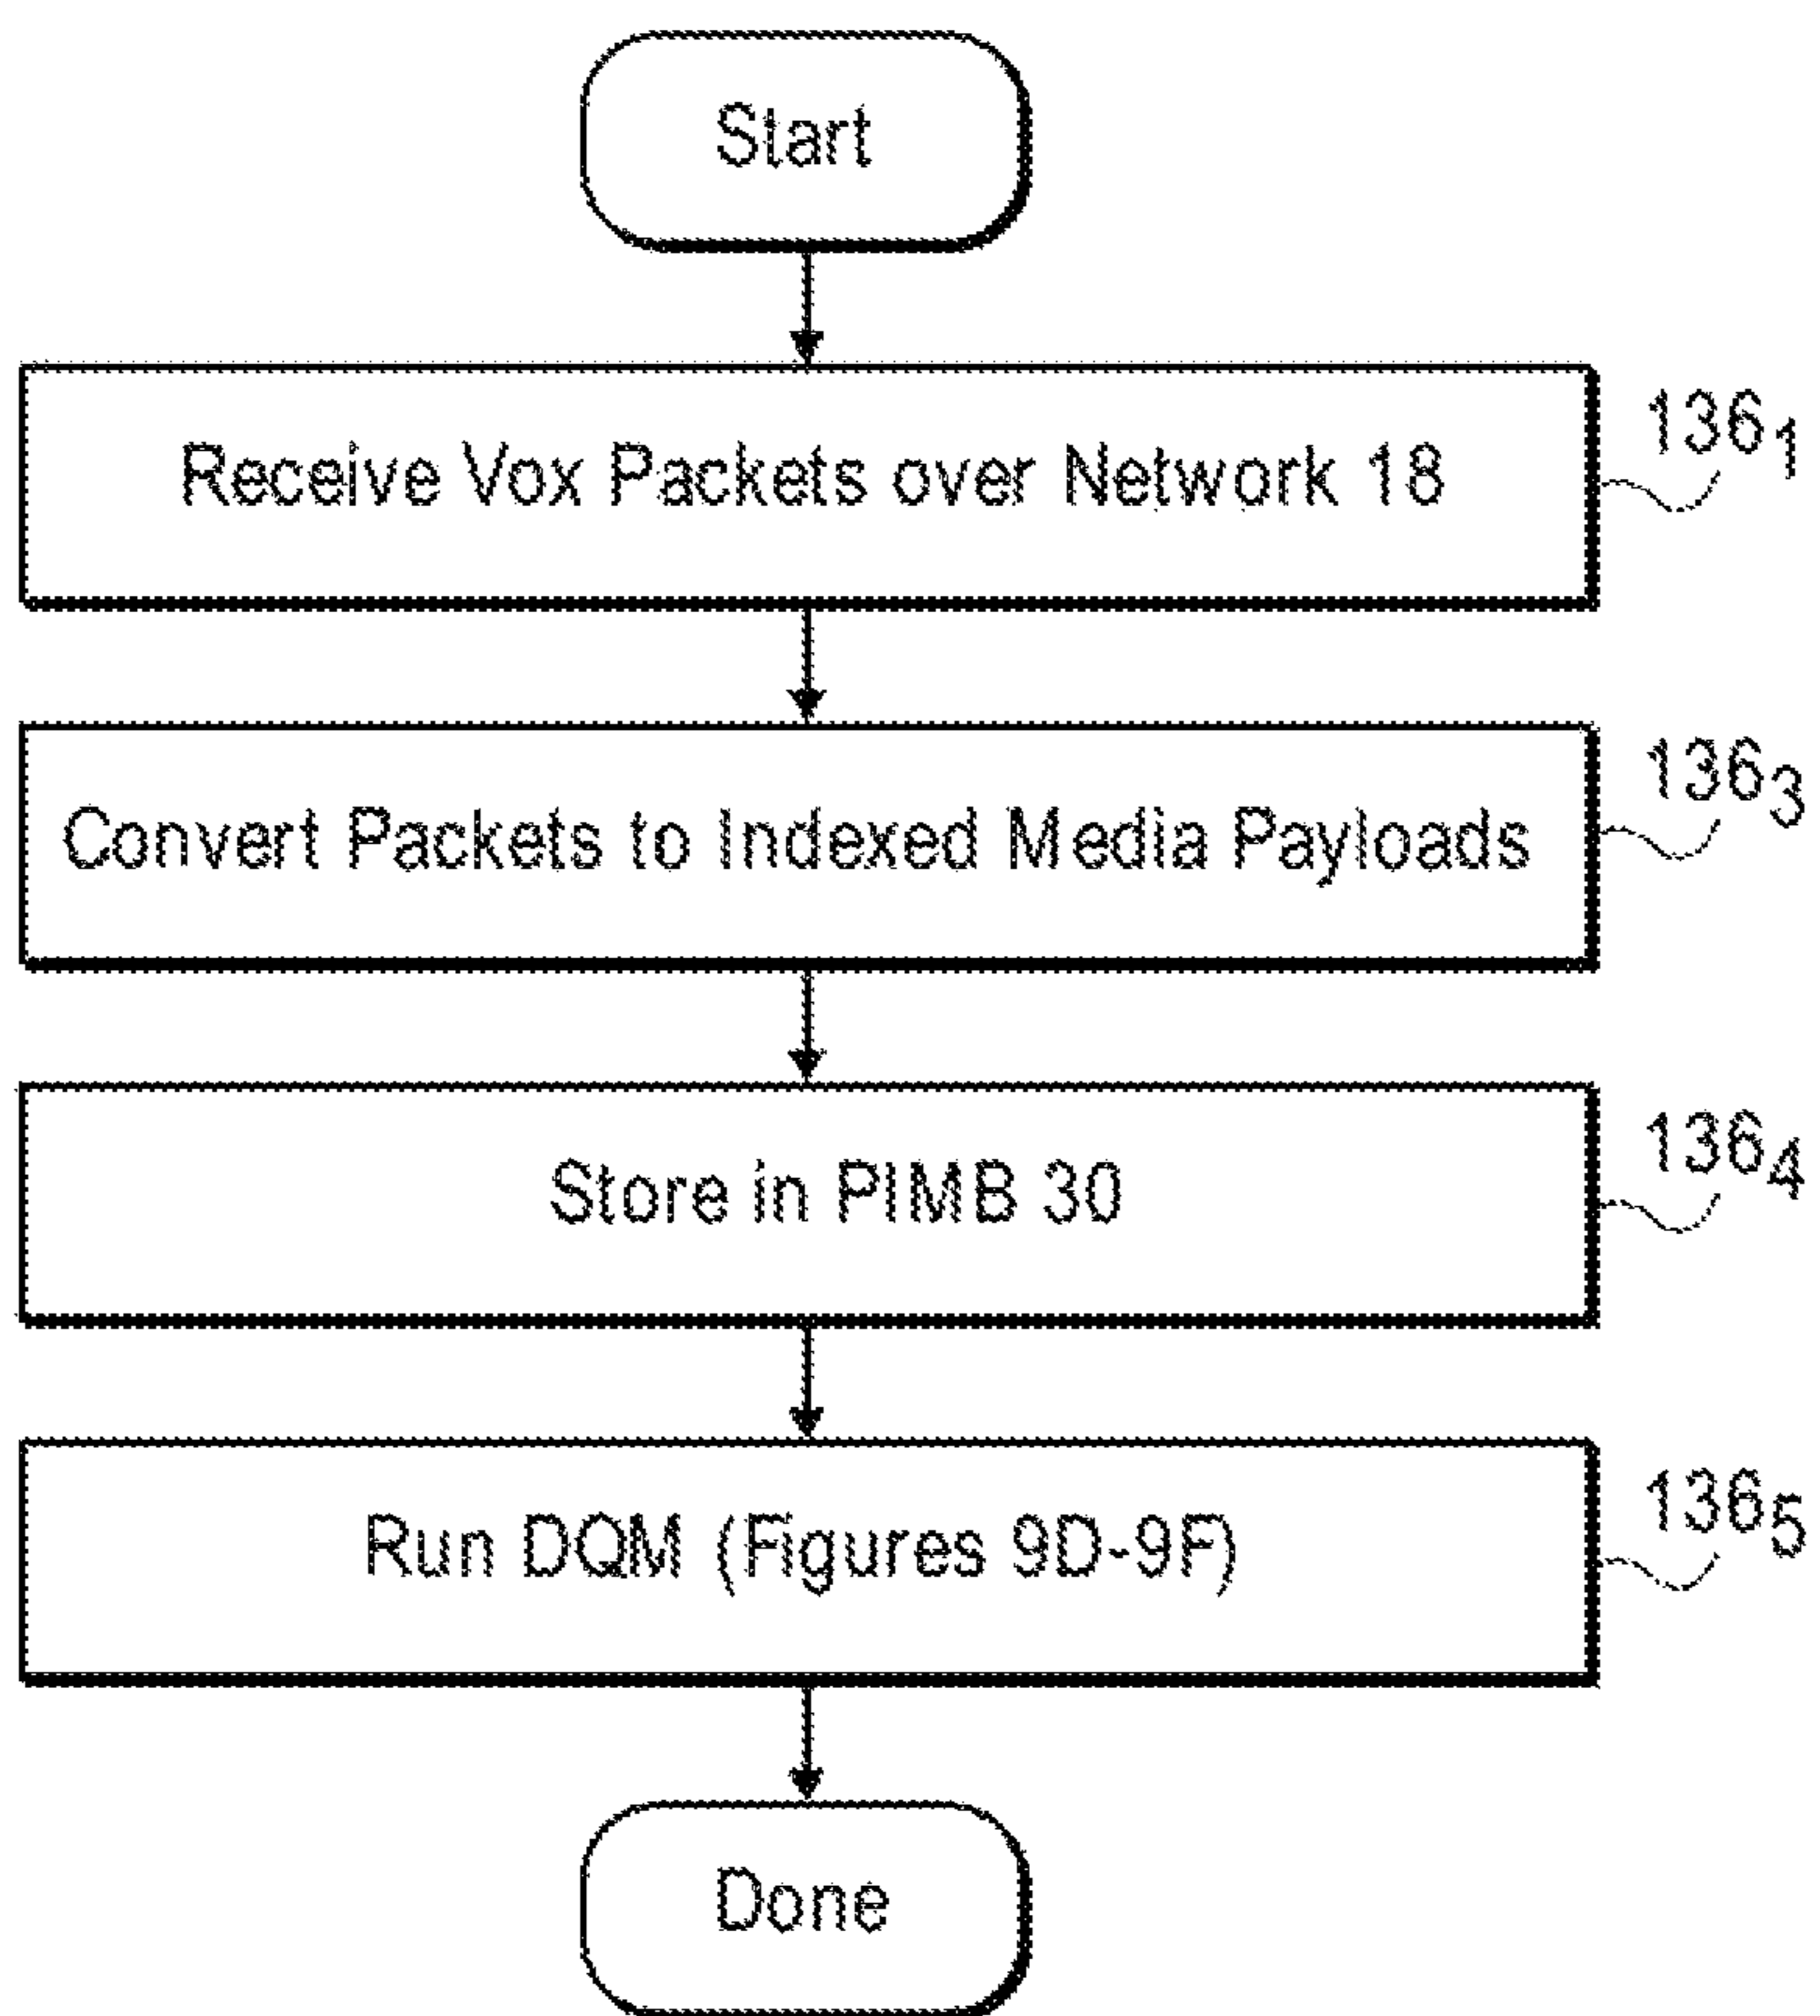 Start
Receive Vox Packets over Network 18
136₁
Convert Packets to Indexed Media Payloads
136₃
Store in PIMB 30
136₄
Run DQM (Figures 9D-9F)
136₅
Done